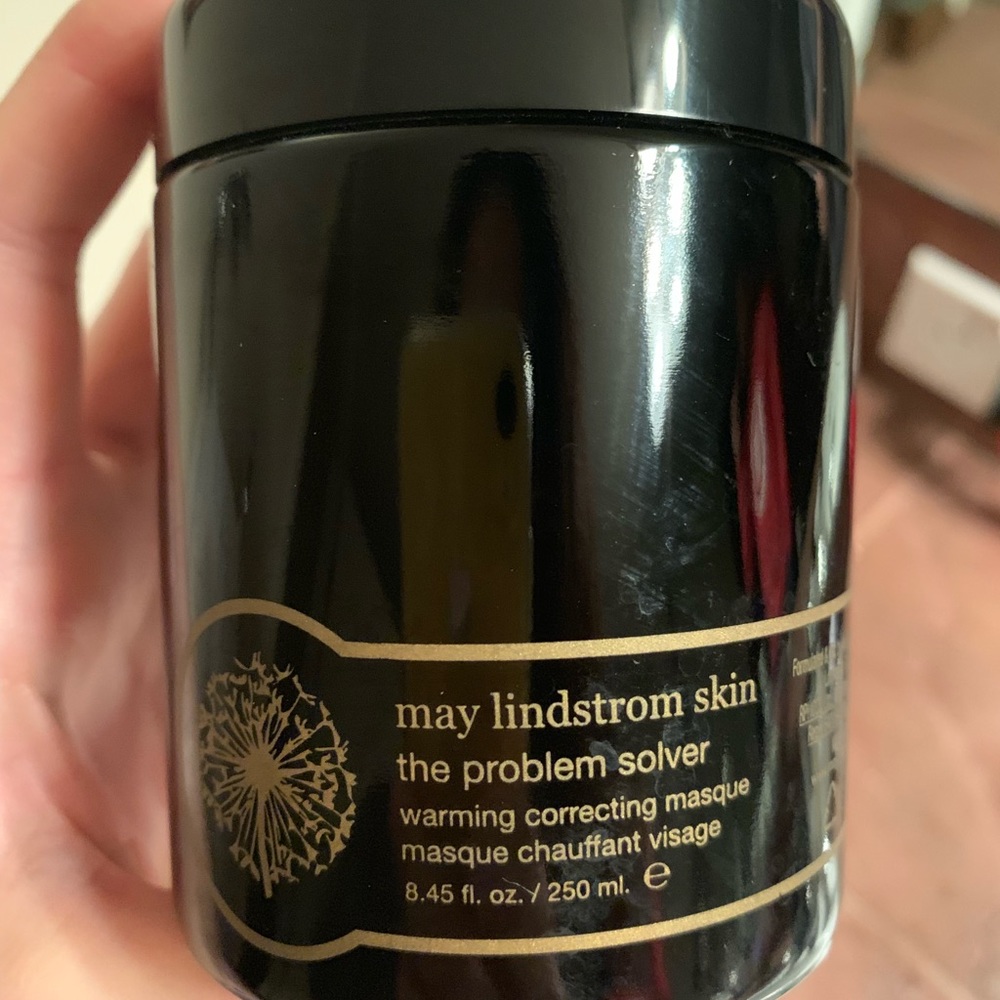 may lindstrom skin
the problem solver
warming correcting masque
masque chauffant visage
8.45 fl. oz. / 250 ml. e